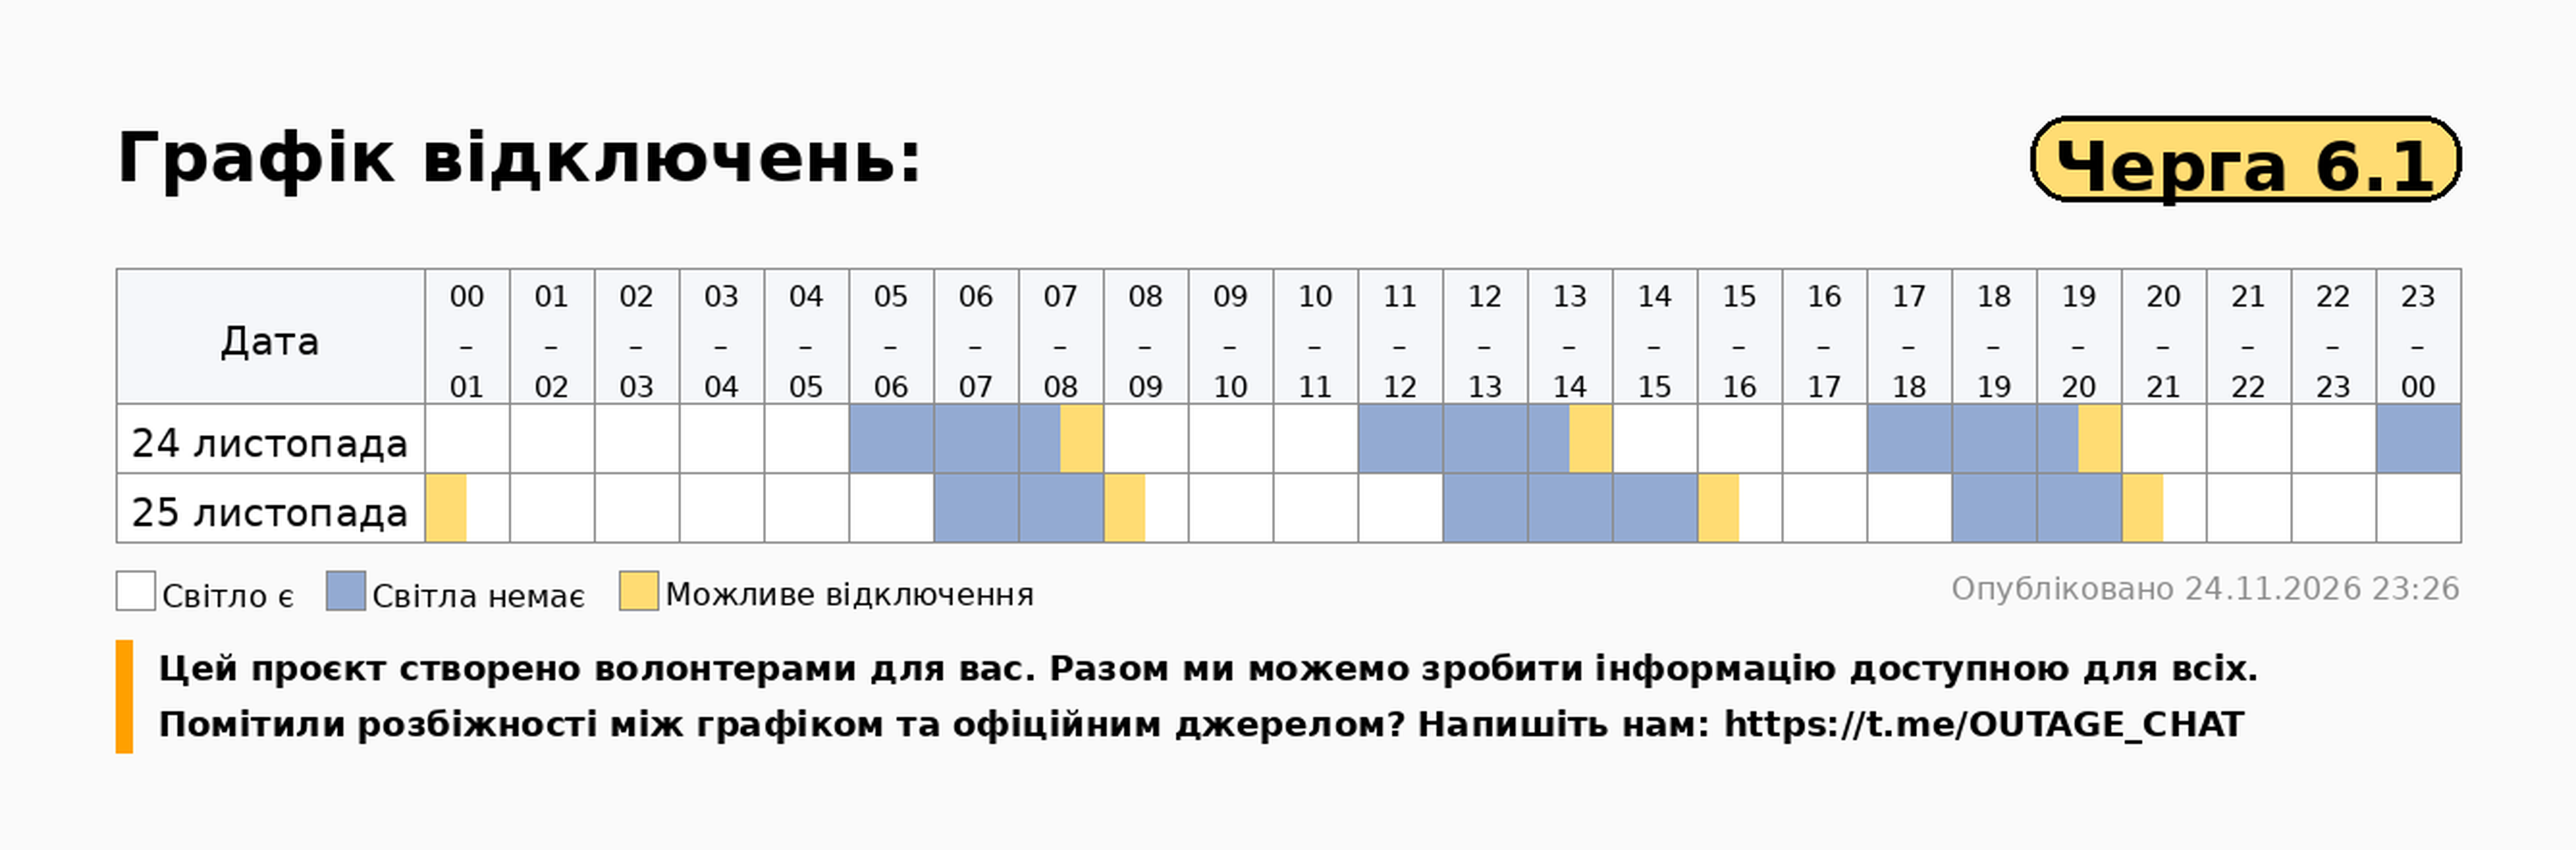 Графік відключень:
Черга 6.1
Дата 00 – 01 01 – 02 02 – 03 03 – 04 04 – 05 05 – 06 06 – 07 07 – 08 08 – 09 09 – 10 10 – 11 11 – 12 12 – 13 13 – 14 14 – 15 15 – 16 16 – 17 17 – 18 18 – 19 19 – 20 20 – 21 21 – 22 22 – 23 23 – 00
24 листопада
25 листопада
Світло є Світла немає Можливе відключення
Опубліковано 24.11.2026 23:26
Цей проєкт створено волонтерами для вас. Разом ми можемо зробити інформацію доступною для всіх.
Помітили розбіжності між графіком та офіційним джерелом? Напишіть нам: https://t.me/OUTAGE_CHAT